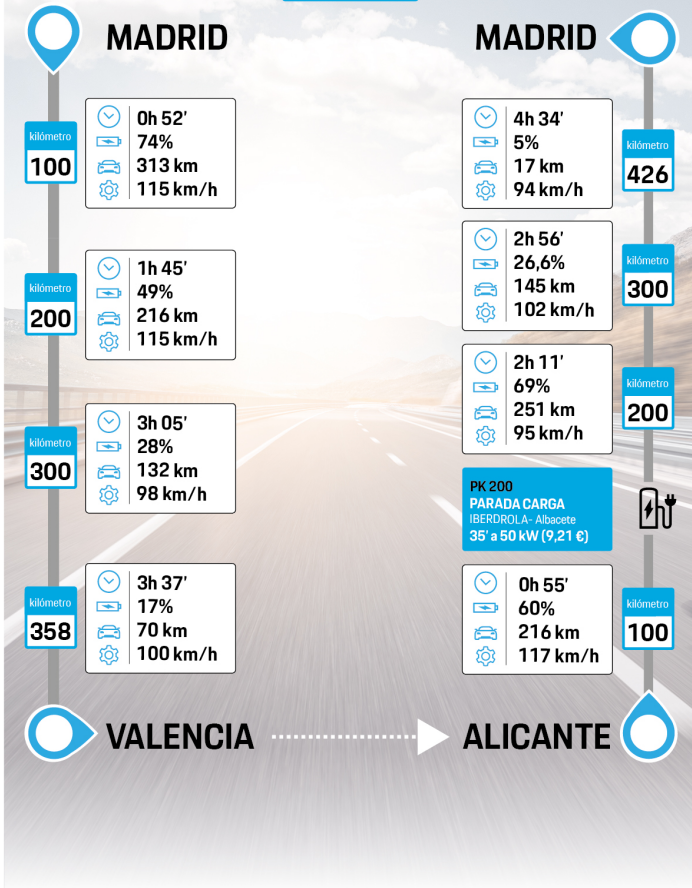 MADRID
kilómetro
100
0h 52’
74%
313 km
115 km/h
kilómetro
200
1h 45’
49%
216 km
115 km/h
kilómetro
300
3h 05’
28%
132 km
98 km/h
kilómetro
358
3h 37’
17%
70 km
100 km/h
VALENCIA
MADRID
4h 34’
5%
17 km
94 km/h
kilómetro
426
2h 56’
26,6%
145 km
102 km/h
kilómetro
300
2h 11’
69%
251 km
95 km/h
kilómetro
200
PK 200
PARADA CARGA
IBERDROLA- Albacete
35’ a 50 kW (9,21 €)
0h 55’
60%
216 km
117 km/h
kilómetro
100
ALICANTE